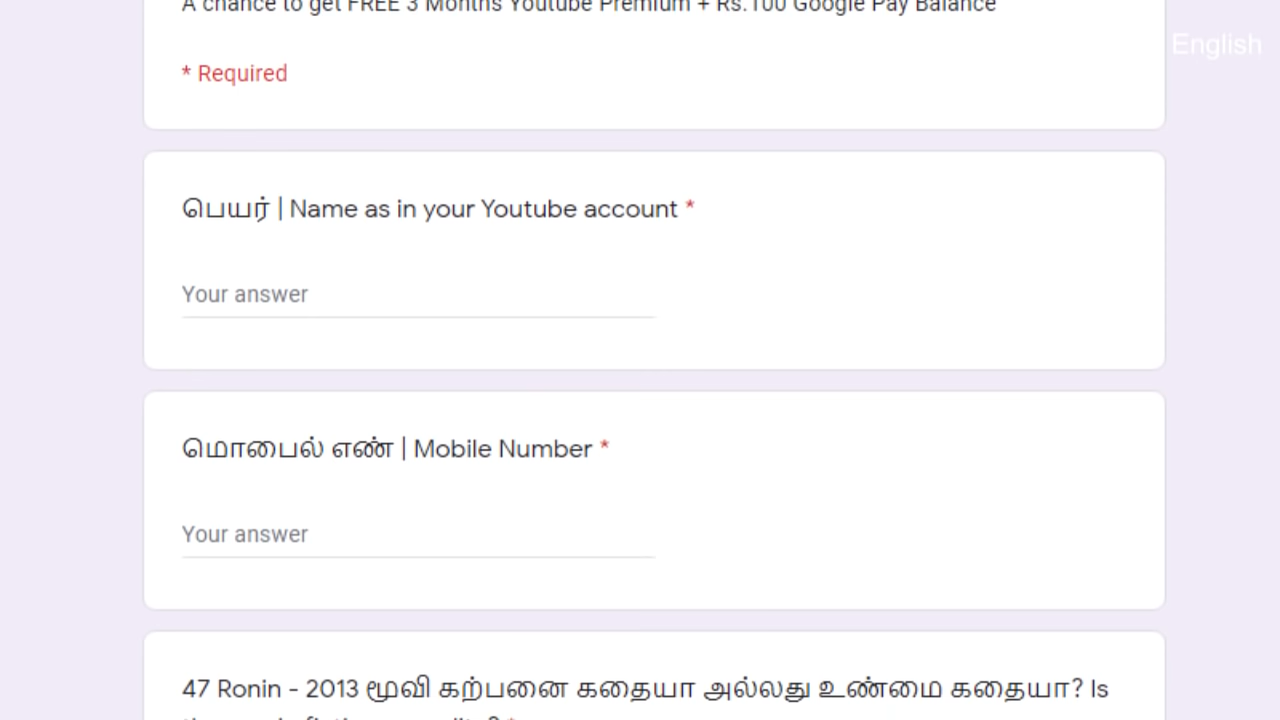 A chance to get FREE 3 Months Youtube Premium + Rs.100 Google Pay Balance
English
* Required
பெயர் | Name as in your Youtube account *
Your answer
மொபைல் எண் | Mobile Number *
Your answer
47 Ronin - 2013 மூவி கற்பனை கதையா அல்லது உண்மை கதையா? Is